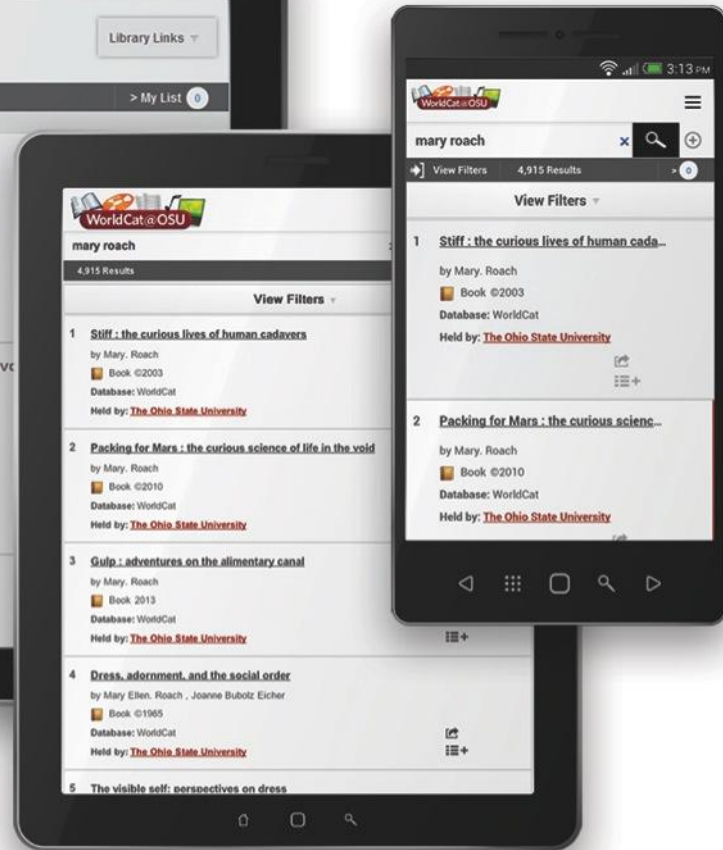 Library Links
> My List 0
WorldCat@OSU
mary roach
4,915 Results
View Filters
1 Stiff : the curious lives of human cadavers
by Mary. Roach
Book ©2003
Database: WorldCat
Held by: The Ohio State University
2 Packing for Mars : the curious science of life in the void
by Mary. Roach
Book ©2010
Database: WorldCat
Held by: The Ohio State University
3 Gulp : adventures on the alimentary canal
by Mary. Roach
Book 2013
Database: WorldCat
Held by: The Ohio State University
4 Dress, adornment, and the social order
by Mary Ellen. Roach , Joanne Bubolz Eicher
Book ©1965
Database: WorldCat
Held by: The Ohio State University
5 The visible self: perspectives on dress
3:13 PM
WorldCat@OSU
mary roach x
View Filters 4,915 Results > 0
View Filters
1 Stiff : the curious lives of human cada...
by Mary. Roach
Book ©2003
Database: WorldCat
Held by: The Ohio State University
2 Packing for Mars : the curious scienc...
by Mary. Roach
Book ©2010
Database: WorldCat
Held by: The Ohio State University